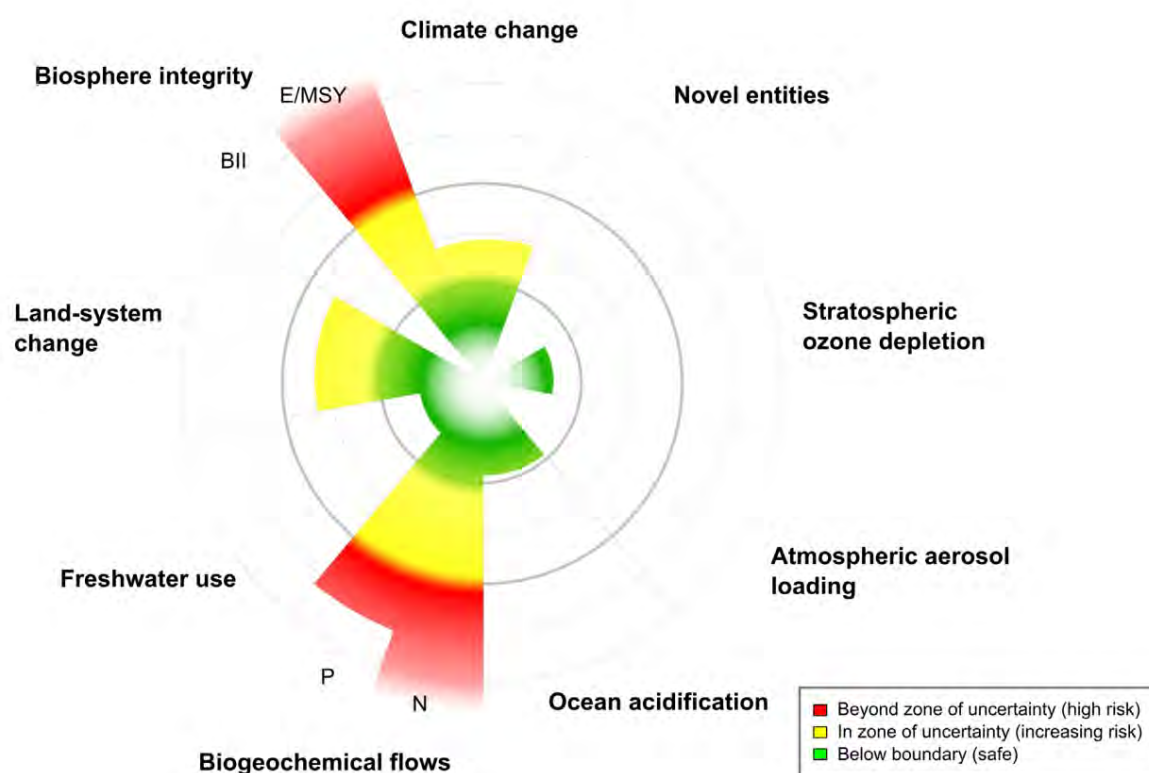 Climate change
Biosphere integrity
E/MSY
Novel entities
BII
Land-system
change
Stratospheric
ozone depletion
Freshwater use
Atmospheric aerosol
loading
P
N
Ocean acidification
Biogeochemical flows
Beyond zone of uncertainty (high risk)
In zone of uncertainty (increasing risk)
Below boundary (safe)